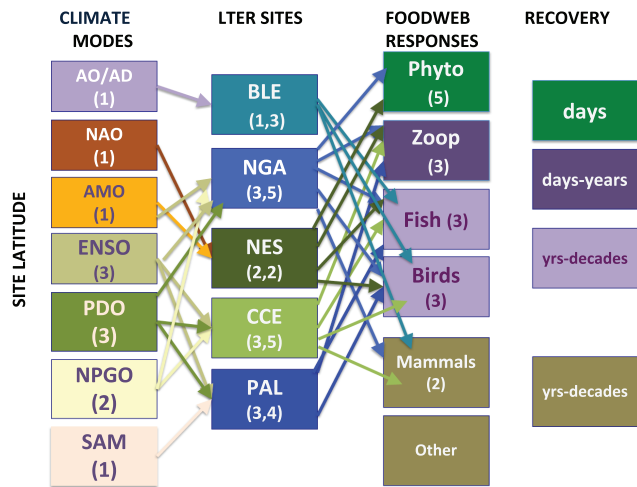 CLIMATE
MODES
LTER SITES
FOODWEB
RESPONSES
RECOVERY
SITE LATITUDE
AO/AD
(1)
NAO
(1)
AMO
(1)
ENSO
(3)
PDO
(3)
NPGO
(2)
SAM
(1)
BLE
(1,3)
NGA
(3,5)
NES
(2,2)
CCE
(3,5)
PAL
(3,4)
Phyto
(5)
Zoop
(3)
Fish (3)
Birds
(3)
Mammals
(2)
Other
days
days-years
yrs-decades
yrs-decades